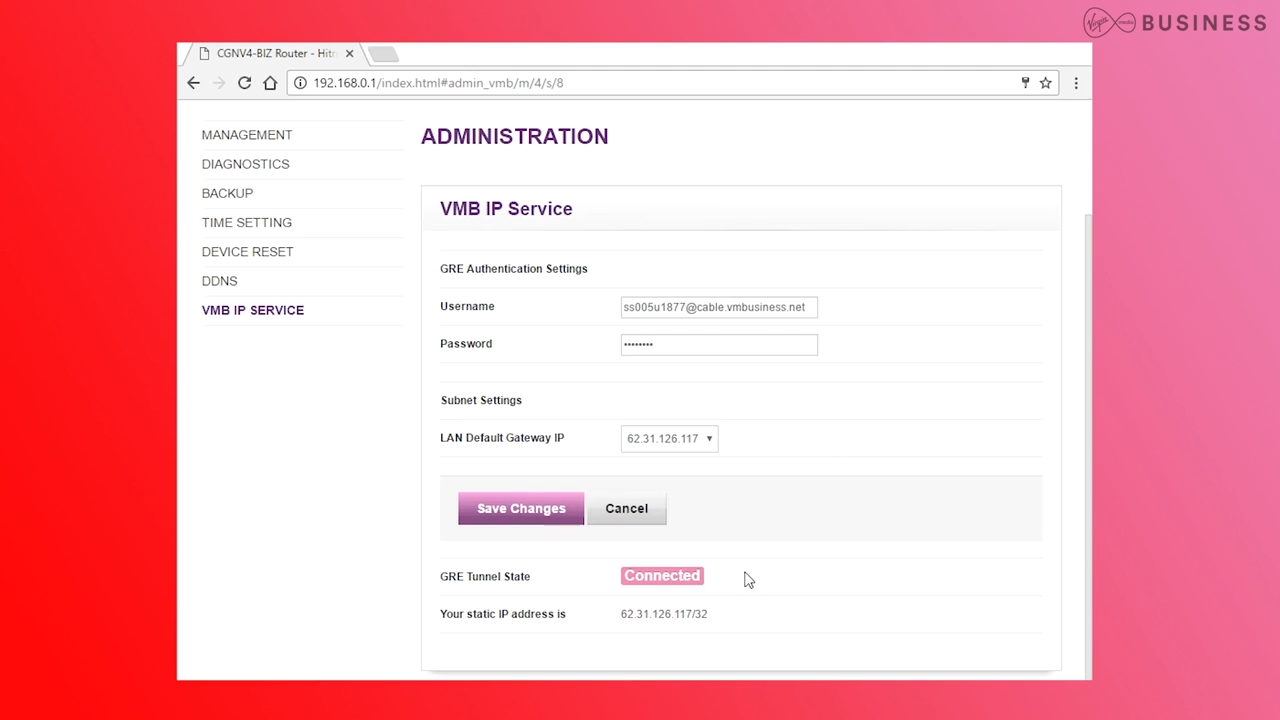 Virgin media BUSINESS
CGNV4-BIZ Router - Hitr
192.168.0.1/index.html#admin_vmb/m/4/s/8
MANAGEMENT
DIAGNOSTICS
BACKUP
TIME SETTING
DEVICE RESET
DDNS
VMB IP SERVICE
ADMINISTRATION
VMB IP Service
GRE Authentication Settings
Username ss005u1877@cable.vmbusiness.net
Password ••••••••
Subnet Settings
LAN Default Gateway IP 62.31.126.117
Save Changes Cancel
GRE Tunnel State Connected
Your static IP address is 62.31.126.117/32